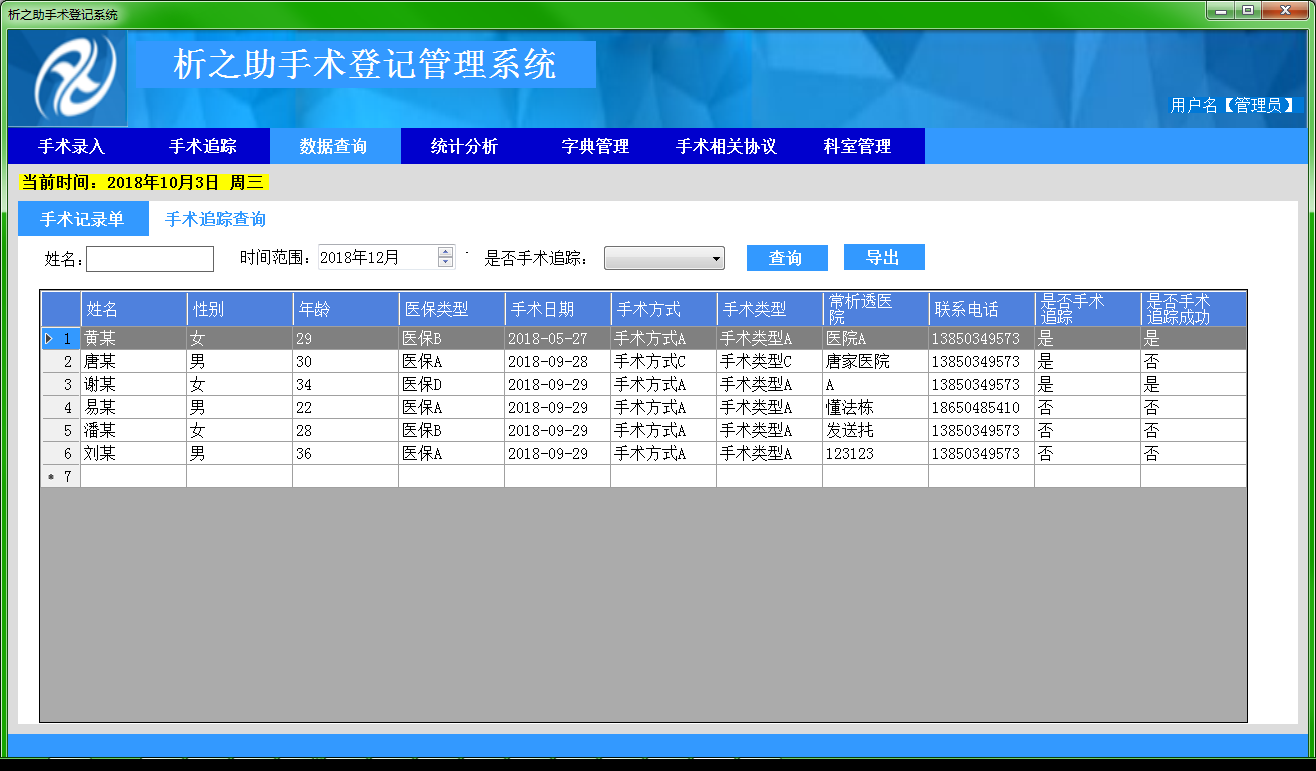 析之助手术登记系统
析之助手术登记管理系统
用户名【管理员】
手术录入 手术追踪 数据查询 统计分析 字典管理 手术相关协议 科室管理
当前时间：2018年10月3日 周三
手术记录单 手术追踪查询
姓名： 时间范围：2018年12月 是否手术追踪： 查询 导出
姓名 性别 年龄 医保类型 手术日期 手术方式 手术类型 常析透医院 联系电话 是否手术追踪 是否手术追踪成功
1 黄某 女 29 医保B 2018-05-27 手术方式A 手术类型A 医院A 13850349573 是 是
2 唐某 男 30 医保A 2018-09-28 手术方式C 手术类型C 唐家医院 13850349573 是 否
3 谢某 女 34 医保D 2018-09-29 手术方式A 手术类型A A 13850349573 是 是
4 易某 男 22 医保A 2018-09-29 手术方式A 手术类型A 懂法栋 18650485410 否 否
5 潘某 女 28 医保B 2018-09-29 手术方式A 手术类型A 发送扥 13850349573 否 否
6 刘某 男 36 医保A 2018-09-29 手术方式A 手术类型A 123123 13850349573 否 否
7